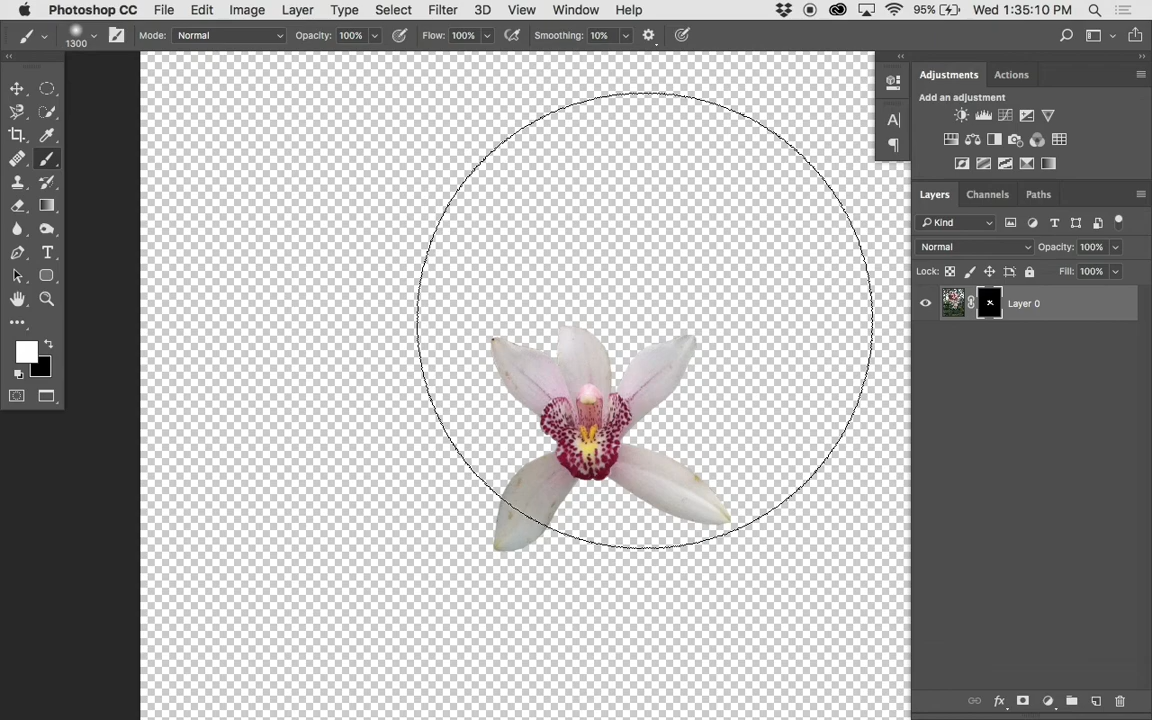 Photoshop CC File Edit Image Layer Type Select Filter 3D View Window Help 95% Wed 1:35:10 PM
1300 Mode: Normal Opacity: 100% Flow: 100% Smoothing: 10%
Adjustments Actions
Add an adjustment
A
Layers Channels Paths
Kind
Normal Opacity: 100%
Lock: Fill: 100%
Layer 0
fx